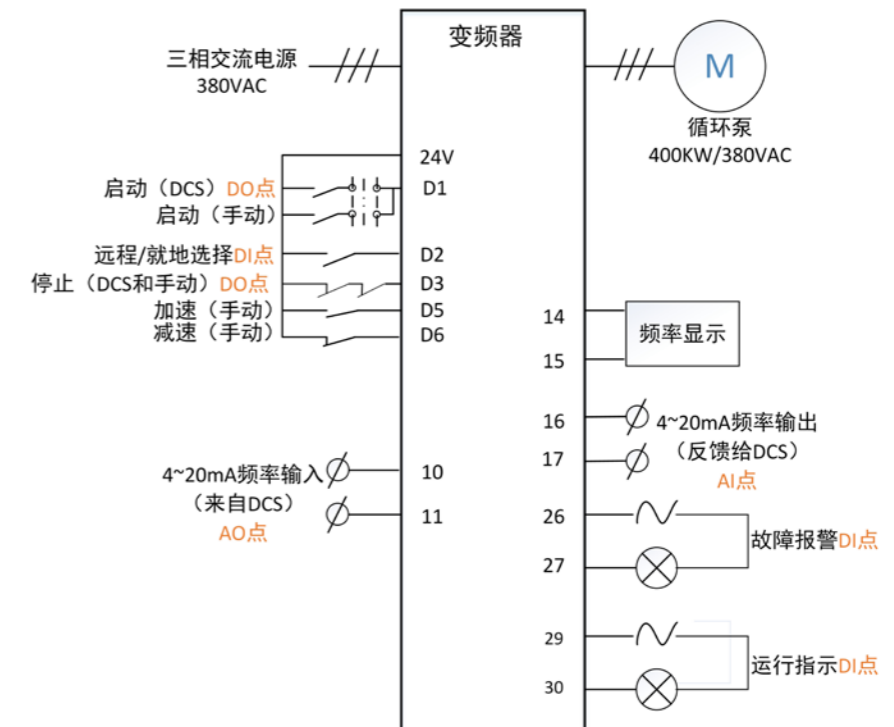 变频器
三相交流电源
380VAC
M
循环泵
400KW/380VAC
24V
启动（DCS）DO点
D1
启动（手动）
远程/就地选择DI点
D2
停止（DCS和手动）DO点
D3
加速（手动）
D5
减速（手动）
D6
14
频率显示
15
16
4~20mA频率输出
（反馈给DCS）
17
AI点
4~20mA频率输入
10
（来自DCS）
11
AO点
26
故障报警DI点
27
29
运行指示DI点
30